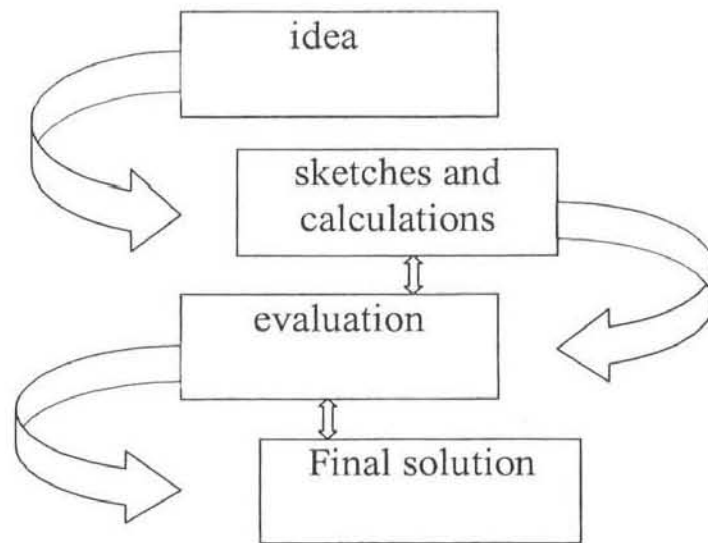 idea
sketches and
calculations
evaluation
Final solution